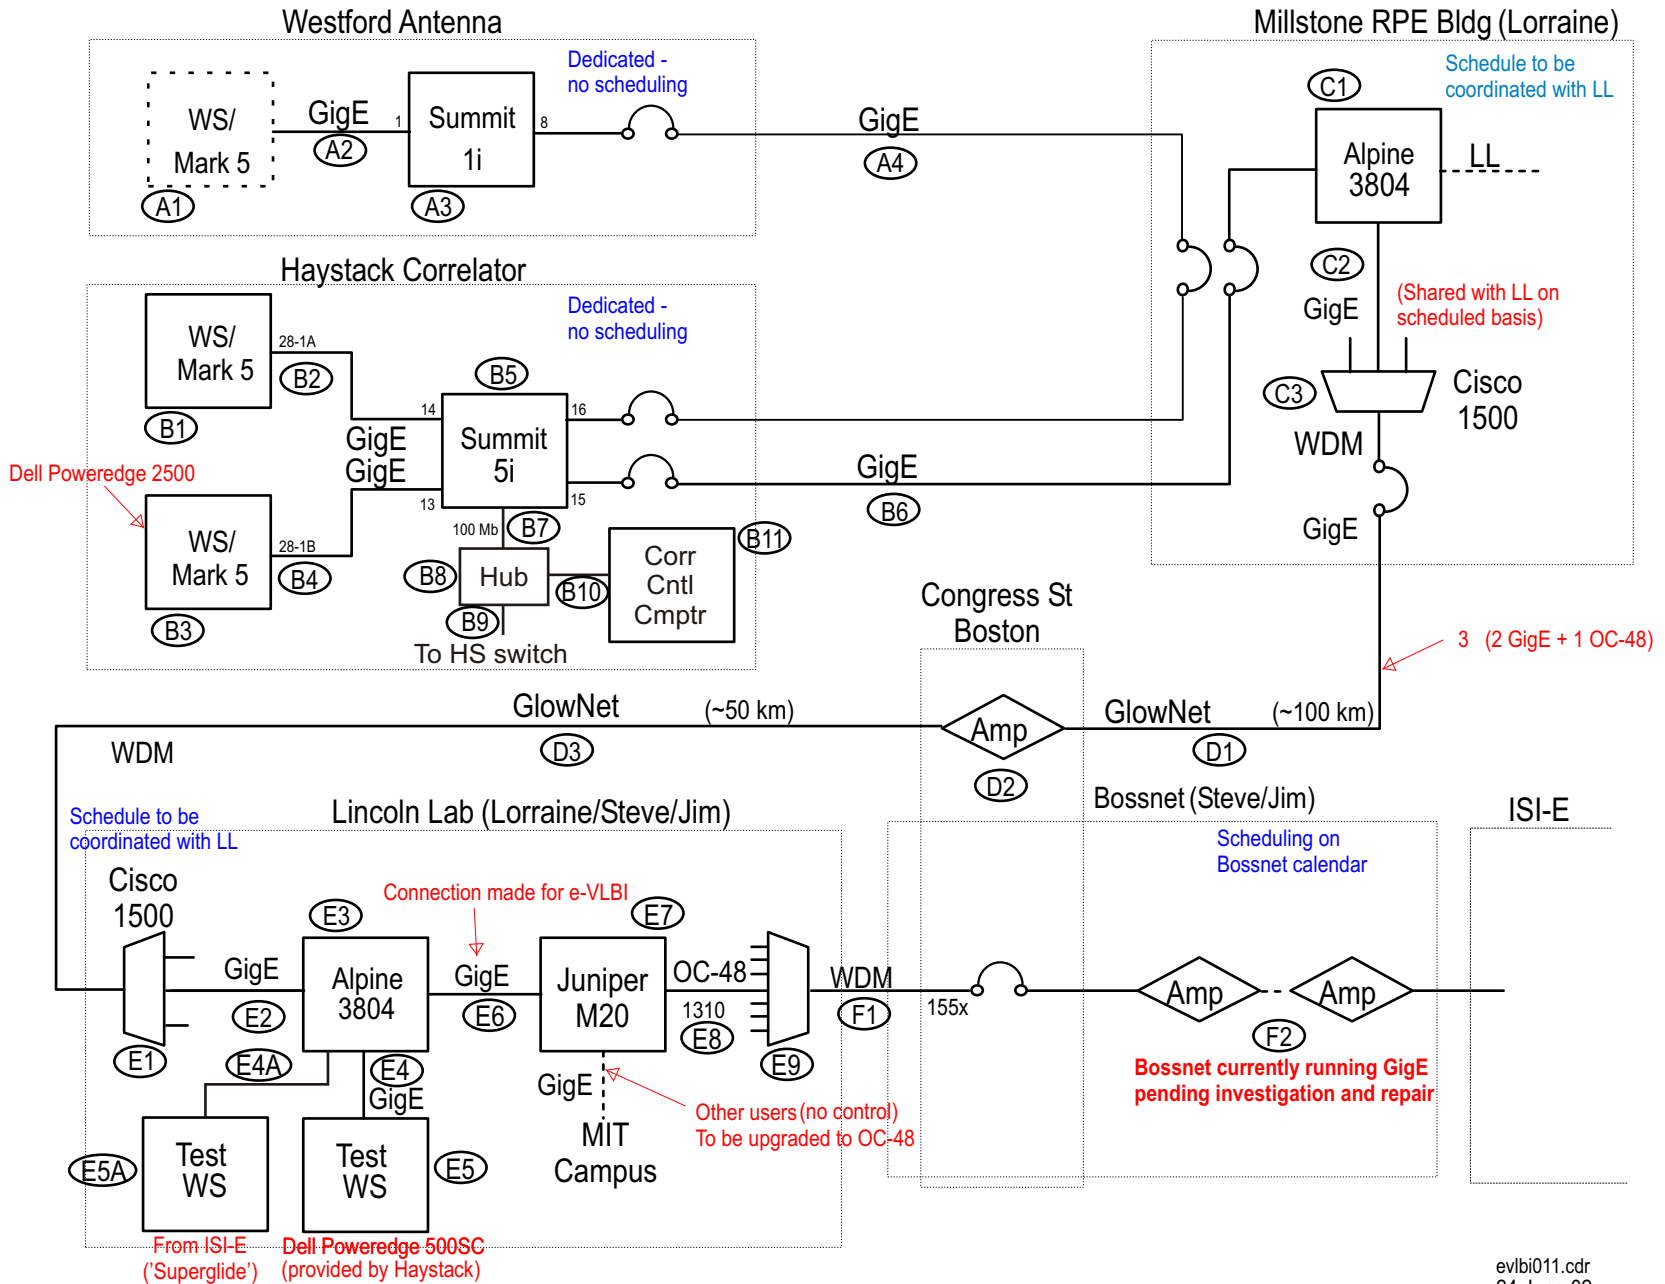 Westford Antenna
Dedicated -
no scheduling
WS/
Mark 5
A1
GigE
A2
1
Summit
1i
A3
8
GigE
A4
Millstone RPE Bldg (Lorraine)
Schedule to be
coordinated with LL
C1
Alpine
3804
LL
C2
GigE
(Shared with LL on
scheduled basis)
C3
Cisco
1500
WDM
GigE
Haystack Correlator
Dedicated -
no scheduling
WS/
Mark 5
B1
28-1A
B2
14
GigE
GigE
13
B5
Summit
5i
16
15
GigE
B6
Dell Poweredge 2500
WS/
Mark 5
B3
28-1B
B4
100 Mb
B7
B8
Hub
B9
B10
Corr
Cntl
Cmptr
B11
To HS switch
Congress St
Boston
3 (2 GigE + 1 OC-48)
GlowNet
(~50 km)
D3
Amp
D2
GlowNet
(~100 km)
D1
WDM
Schedule to be
coordinated with LL
Lincoln Lab (Lorraine/Steve/Jim)
Cisco
1500
E1
GigE
E2
E3
Alpine
3804
Connection made for e-VLBI
GigE
E6
E7
Juniper
M20
OC-48
1310
E8
E9
E4A
E4
GigE
GigE
MIT
Campus
Other users (no control)
To be upgraded to OC-48
E5A
Test
WS
Test
WS
E5
From ISI-E
('Superglide')
Dell Poweredge 500SC
(provided by Haystack)
Bossnet (Steve/Jim)
Scheduling on
Bossnet calendar
WDM
F1
155x
Amp
Amp
F2
Bossnet currently running GigE
pending investigation and repair
ISI-E
evlbi011.cdr